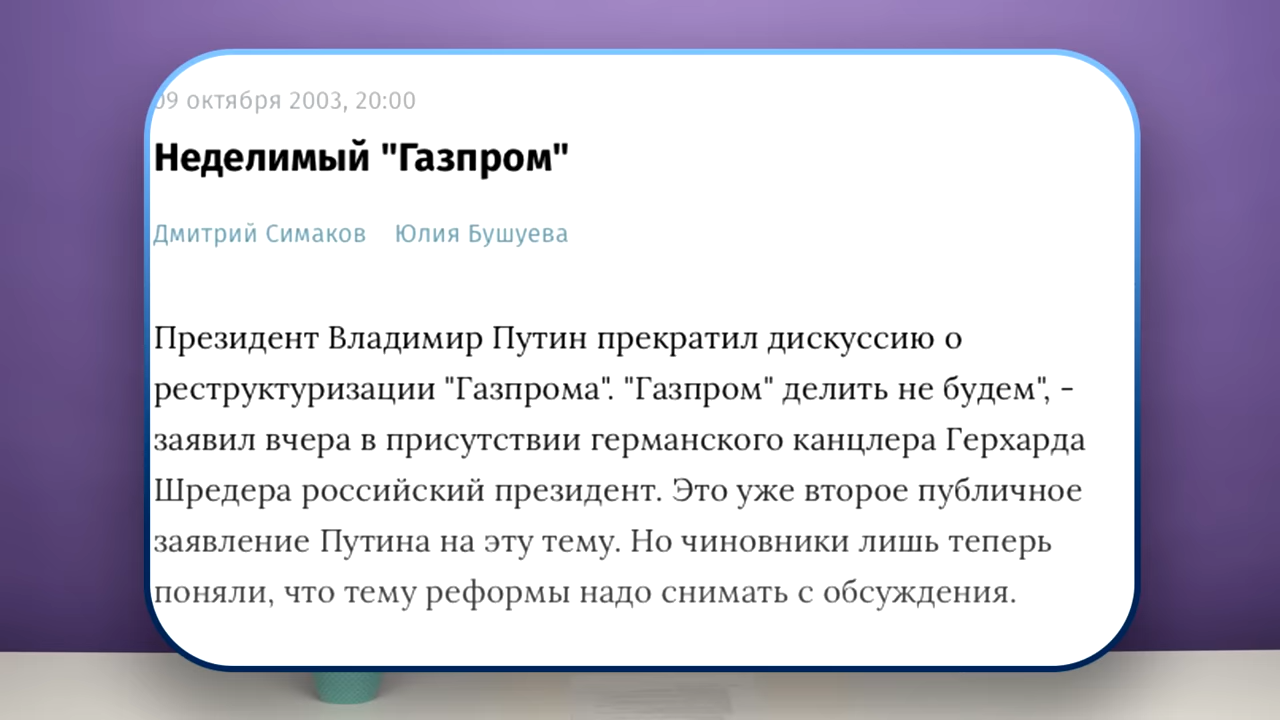 09 октября 2003, 20:00
Неделимый "Газпром"
Дмитрий Симаков Юлия Бушуева
Президент Владимир Путин прекратил дискуссию о
реструктуризации "Газпрома". "Газпром" делить не будем", -
заявил вчера в присутствии германского канцлера Герхарда
Шредера российский президент. Это уже второе публичное
заявление Путина на эту тему. Но чиновники лишь теперь
поняли, что тему реформы надо снимать с обсуждения.